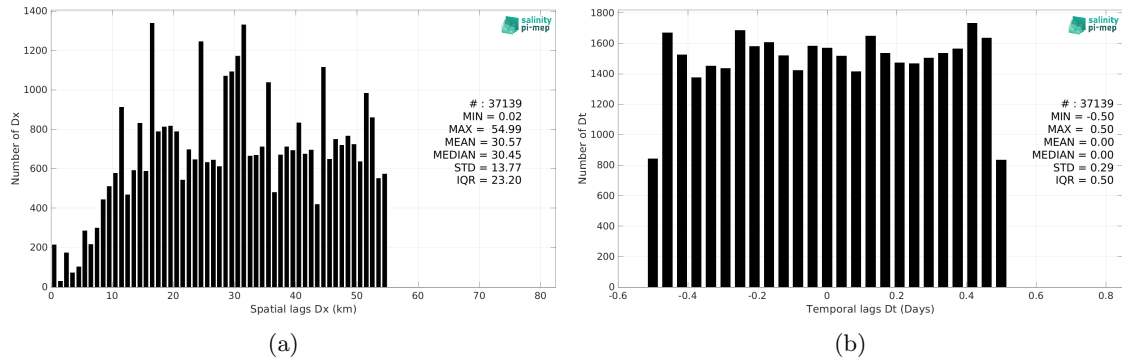 1400
1200
1000
800
600
400
200
0
Number of Dx
0 10 20 30 40 50 60 70 80
Spatial lags Dx (km)
salinity
pi-mep
# : 37139
MIN = 0.02
MAX = 54.99
MEAN = 30.57
MEDIAN = 30.45
STD = 13.77
IQR = 23.20
(a)
1800
1600
1400
1200
1000
800
600
400
200
0
Number of Dt
-0.6 -0.4 -0.2 0 0.2 0.4 0.6 0.8
Temporal lags Dt (Days)
salinity
pi-mep
# : 37139
MIN = -0.50
MAX = 0.50
MEAN = 0.00
MEDIAN = 0.00
STD = 0.29
IQR = 0.50
(b)